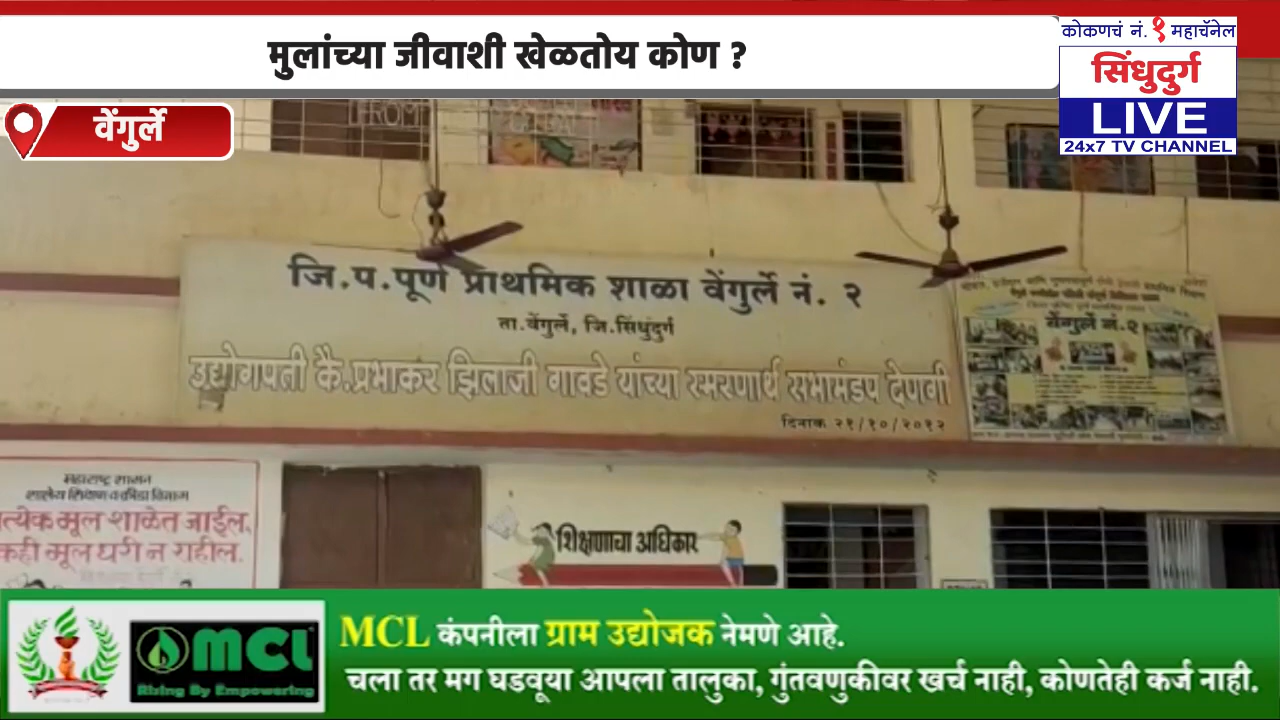 मुलांच्या जीवाशी खेळतोय कोण ?
कोकणचं नं. १ महाचॅनेल
सिंधुदुर्ग
LIVE
24x7 TV CHANNEL
वेंगुर्ले
FROM
जि.प.पूर्ण प्राथमिक शाळा वेंगुर्ले नं. २
ता.वेंगुर्ले, जि.सिंधुदुर्ग
उद्योगपती कै.प्रभाकर झिलाजी गावडे यांच्या स्मरणार्थ सभामंडप देणगी
दिनांक २१/१०/२०१२
वेंगुर्ले नं.२
महाराष्ट्र शासन
शालेय शिक्षण व क्रीडा विभाग
त्येक मूल शाळेत जाईल,
कही मूल घरी न राहील.
शिक्षणाचा अधिकार
MCL
Rising By Empowering
MCL कंपनीला ग्राम उद्योजक नेमणे आहे.
चला तर मग घडवूया आपला तालुका, गुंतवणुकीवर खर्च नाही, कोणतेही कर्ज नाही.